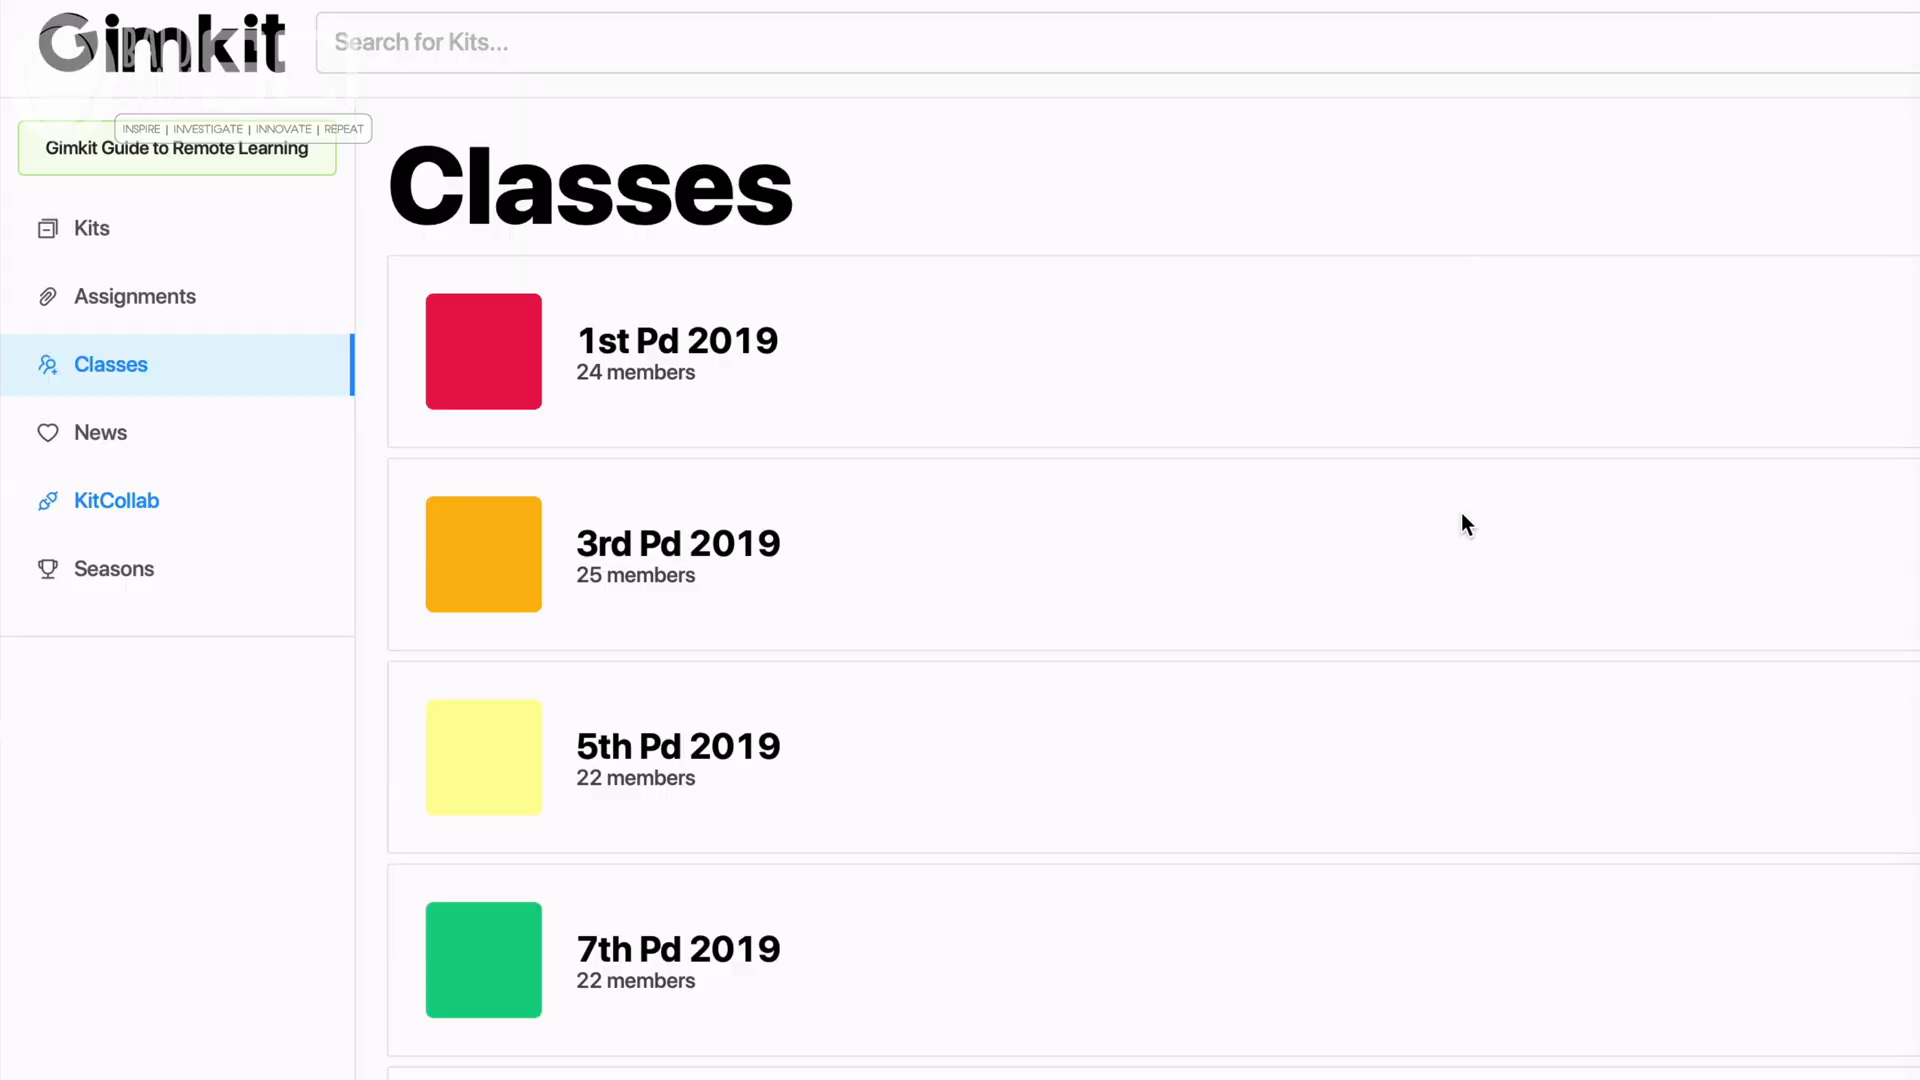 Gimkit
Search for Kits...
INSPIRE | INVESTIGATE | INNOVATE | REPEAT
Gimkit Guide to Remote Learning
Kits
Assignments
Classes
News
KitCollab
Seasons
Classes
1st Pd 2019
24 members
3rd Pd 2019
25 members
5th Pd 2019
22 members
7th Pd 2019
22 members